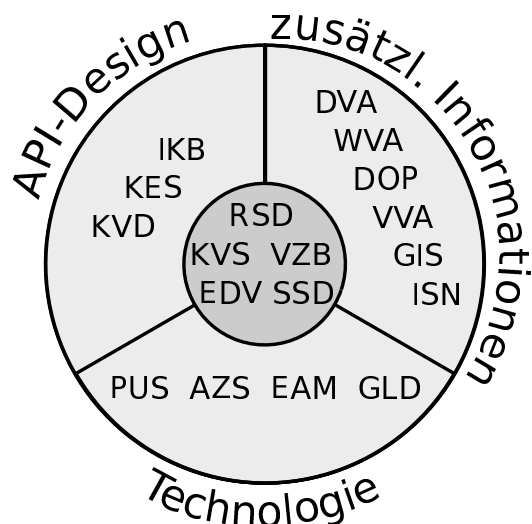 API-Design
zusätzl. Informationen
IKB
KES
KVD
DVA
WVA
DOP
VVA
GIS
ISN
RSD
KVS VZB
EDV SSD
PUS AZS EAM GLD
Technologie